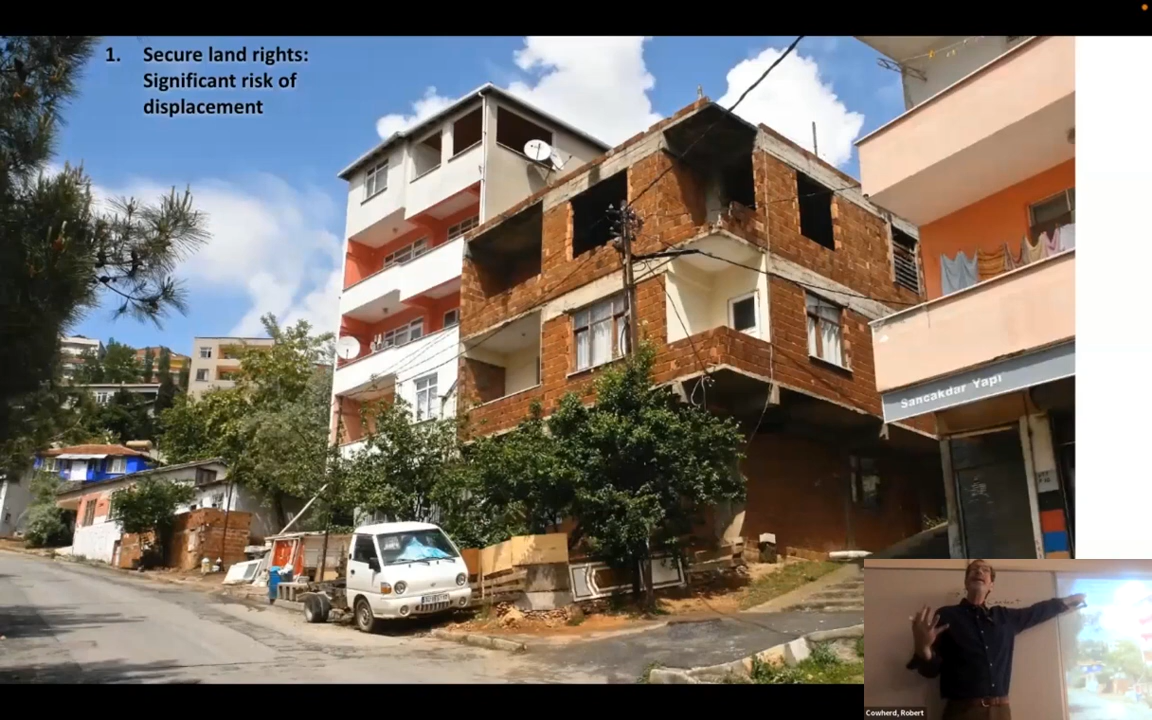 1. Secure land rights:
Significant risk of
displacement
Sancakdar Yapı
Cowherd, Robert